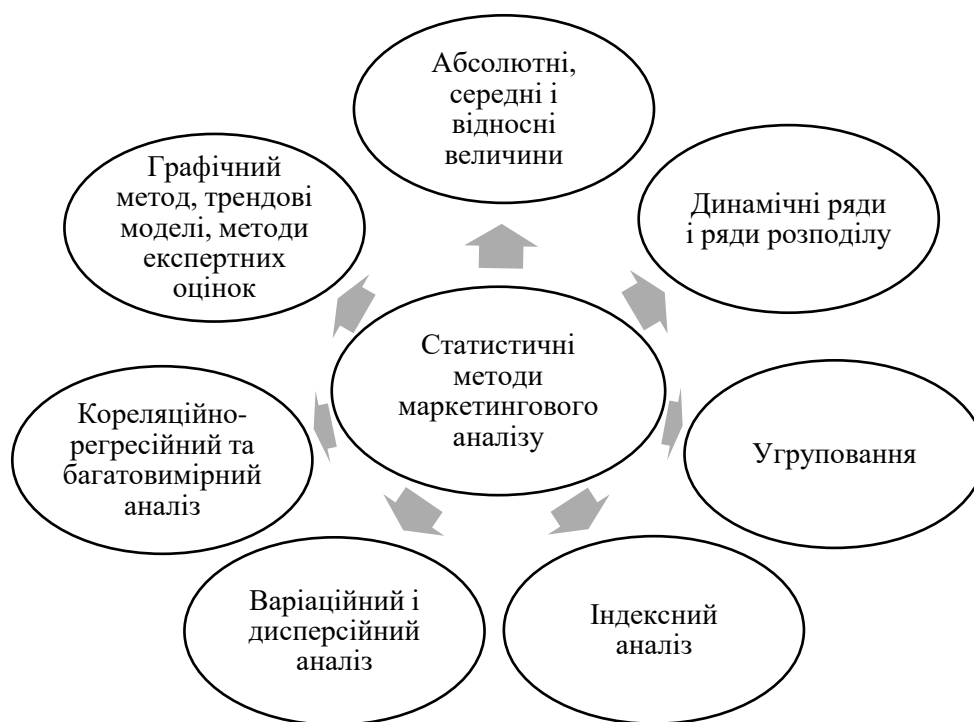 Абсолютні,
середні і
відносні
величини
Динамічні ряди
і ряди розподілу
Угруповання
Індексний
аналіз
Варіаційний і
дисперсійний
аналіз
Кореляційно-
регресійний та
багатовимірний
аналіз
Графічний
метод, трендові
моделі, методи
експертних
оцінок
Статистичні
методи
маркетингового
аналізу